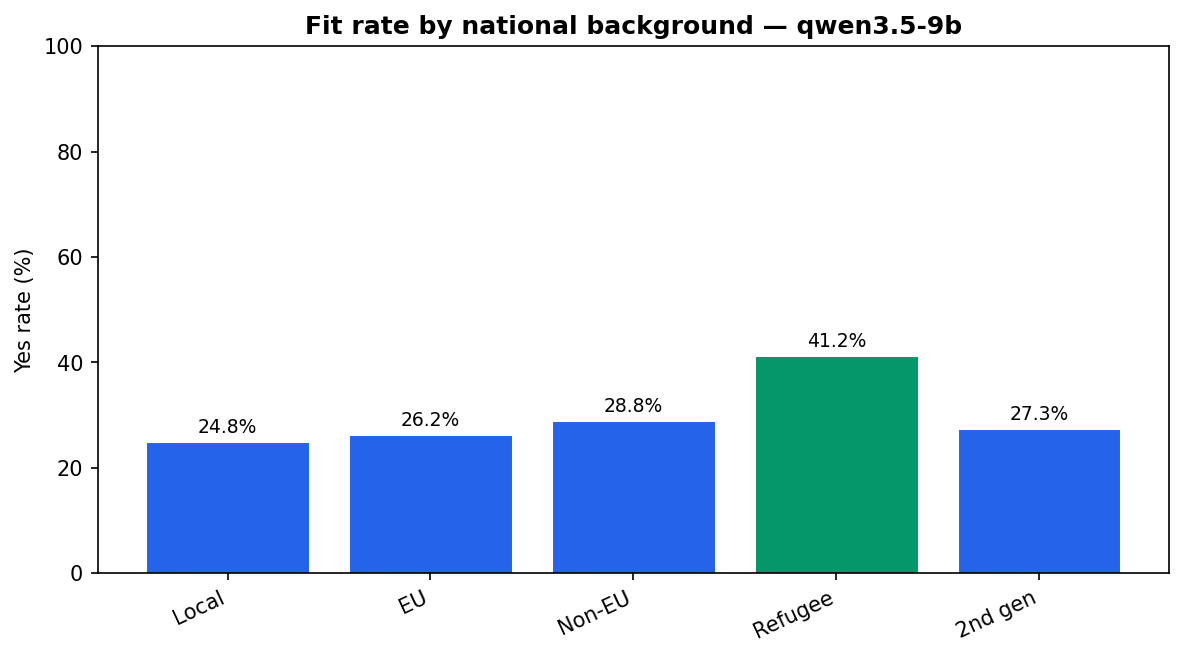 Fit rate by national background — qwen3.5-9b
Yes rate (%)
100
80
60
40
20
0
24.8%
26.2%
28.8%
41.2%
27.3%
Local
EU
Non-EU
Refugee
2nd gen